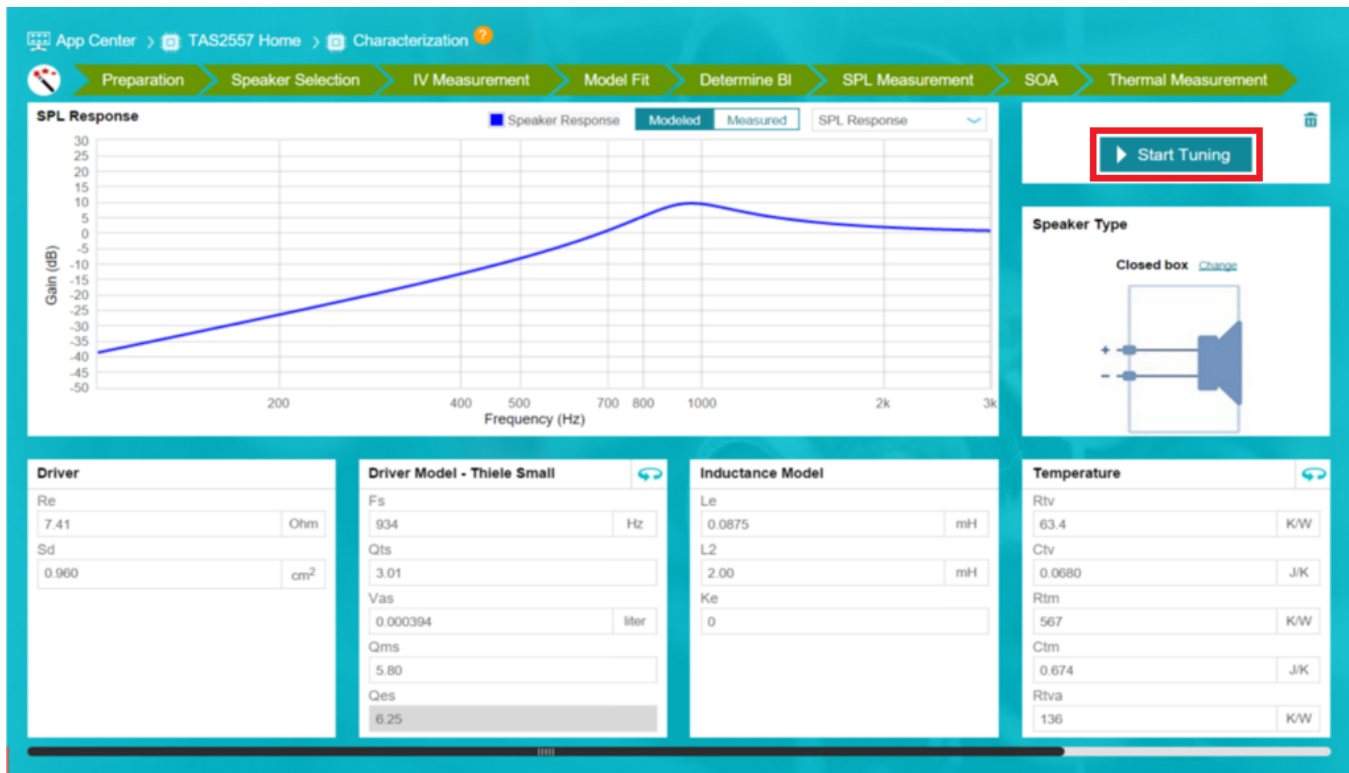 App Center > TAS2557 Home > Characterization ?
Preparation Speaker Selection IV Measurement Model Fit Determine Bl SPL Measurement SOA Thermal Measurement
SPL Response
Speaker Response Modeled Measured SPL Response
30
25
20
15
10
5
0
-5
-10
-15
-20
-25
-30
-35
-40
-45
-50
Gain (dB)
200 400 500 700 800 1000 2k 3k
Frequency (Hz)
Start Tuning
Speaker Type
Closed box Change
+
-
Driver
Re
7.41 Ohm
Sd
0.960 cm²
Driver Model - Thiele Small
Fs
934 Hz
Qts
3.01
Vas
0.000394 liter
Qms
5.80
Qes
6.25
Inductance Model
Le
0.0875 mH
L2
2.00 mH
Ke
0
Temperature
Rtv
63.4 K/W
Ctv
0.0680 J/K
Rtm
567 K/W
Ctm
0.674 J/K
Rtva
136 K/W